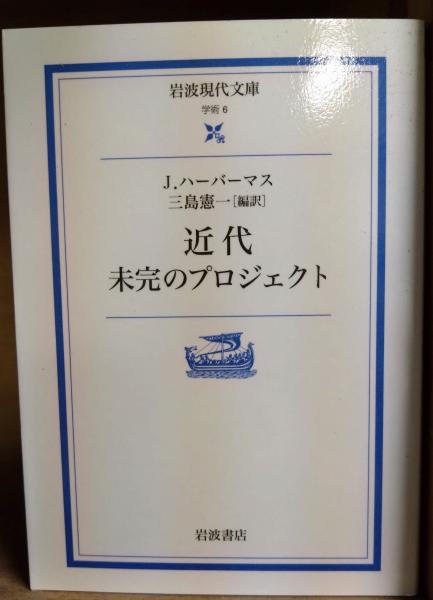 岩波現代文庫
学術 6
J.ハーバーマス
三島憲一[編訳]
近代
未完のプロジェクト
岩波書店